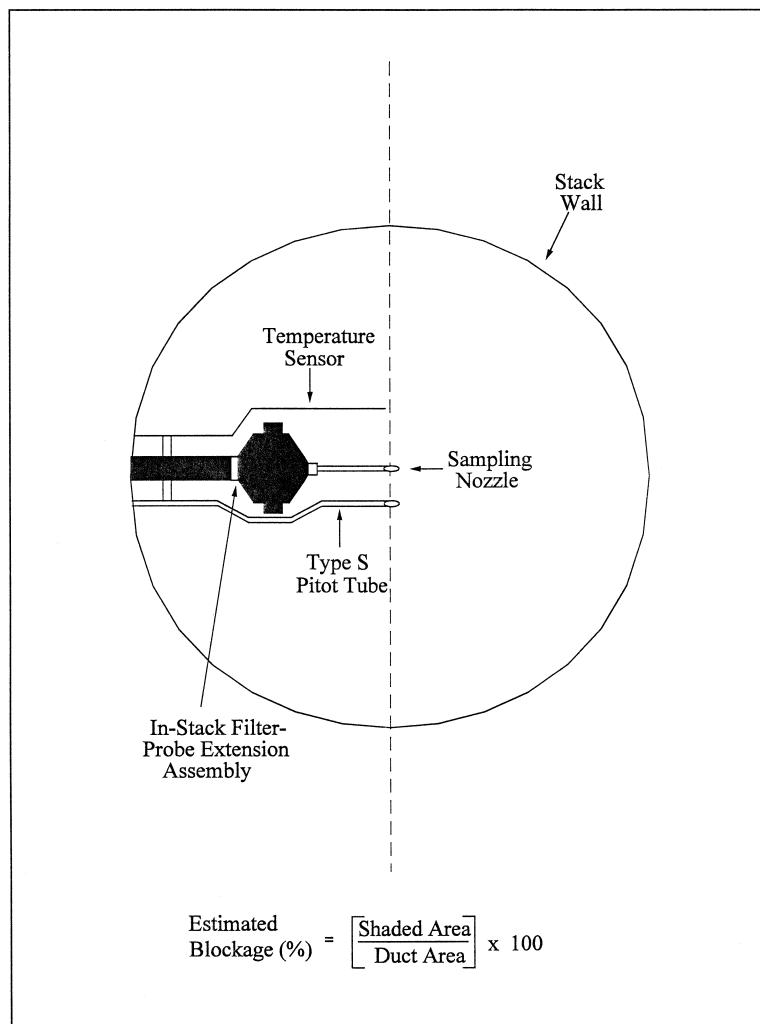 Stack
Wall
Temperature
Sensor
Sampling
Nozzle
Type S
Pitot Tube
In-Stack Filter-
Probe Extension
Assembly
Estimated
Blockage (%) = [Shaded Area / Duct Area] x 100